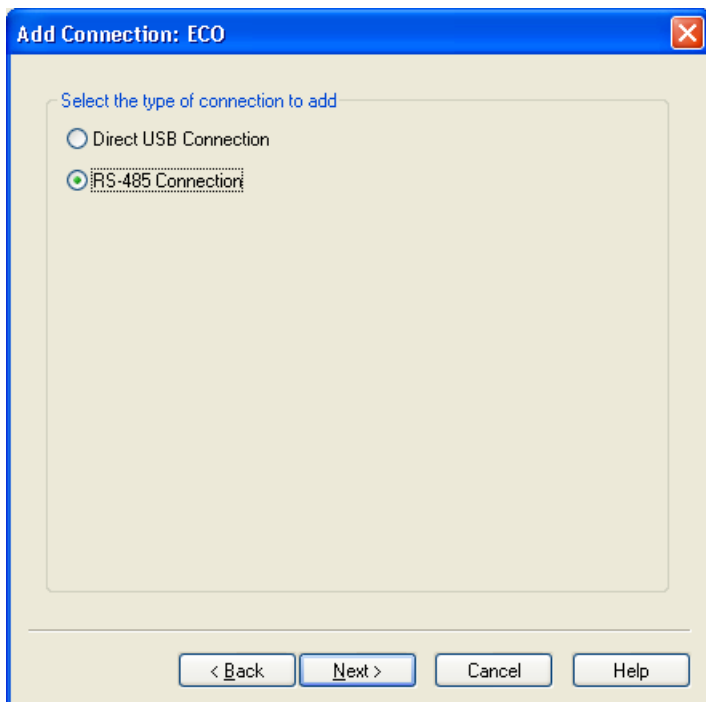 Add Connection: ECO
Select the type of connection to add
Direct USB Connection
RS-485 Connection
< Back Next > Cancel Help